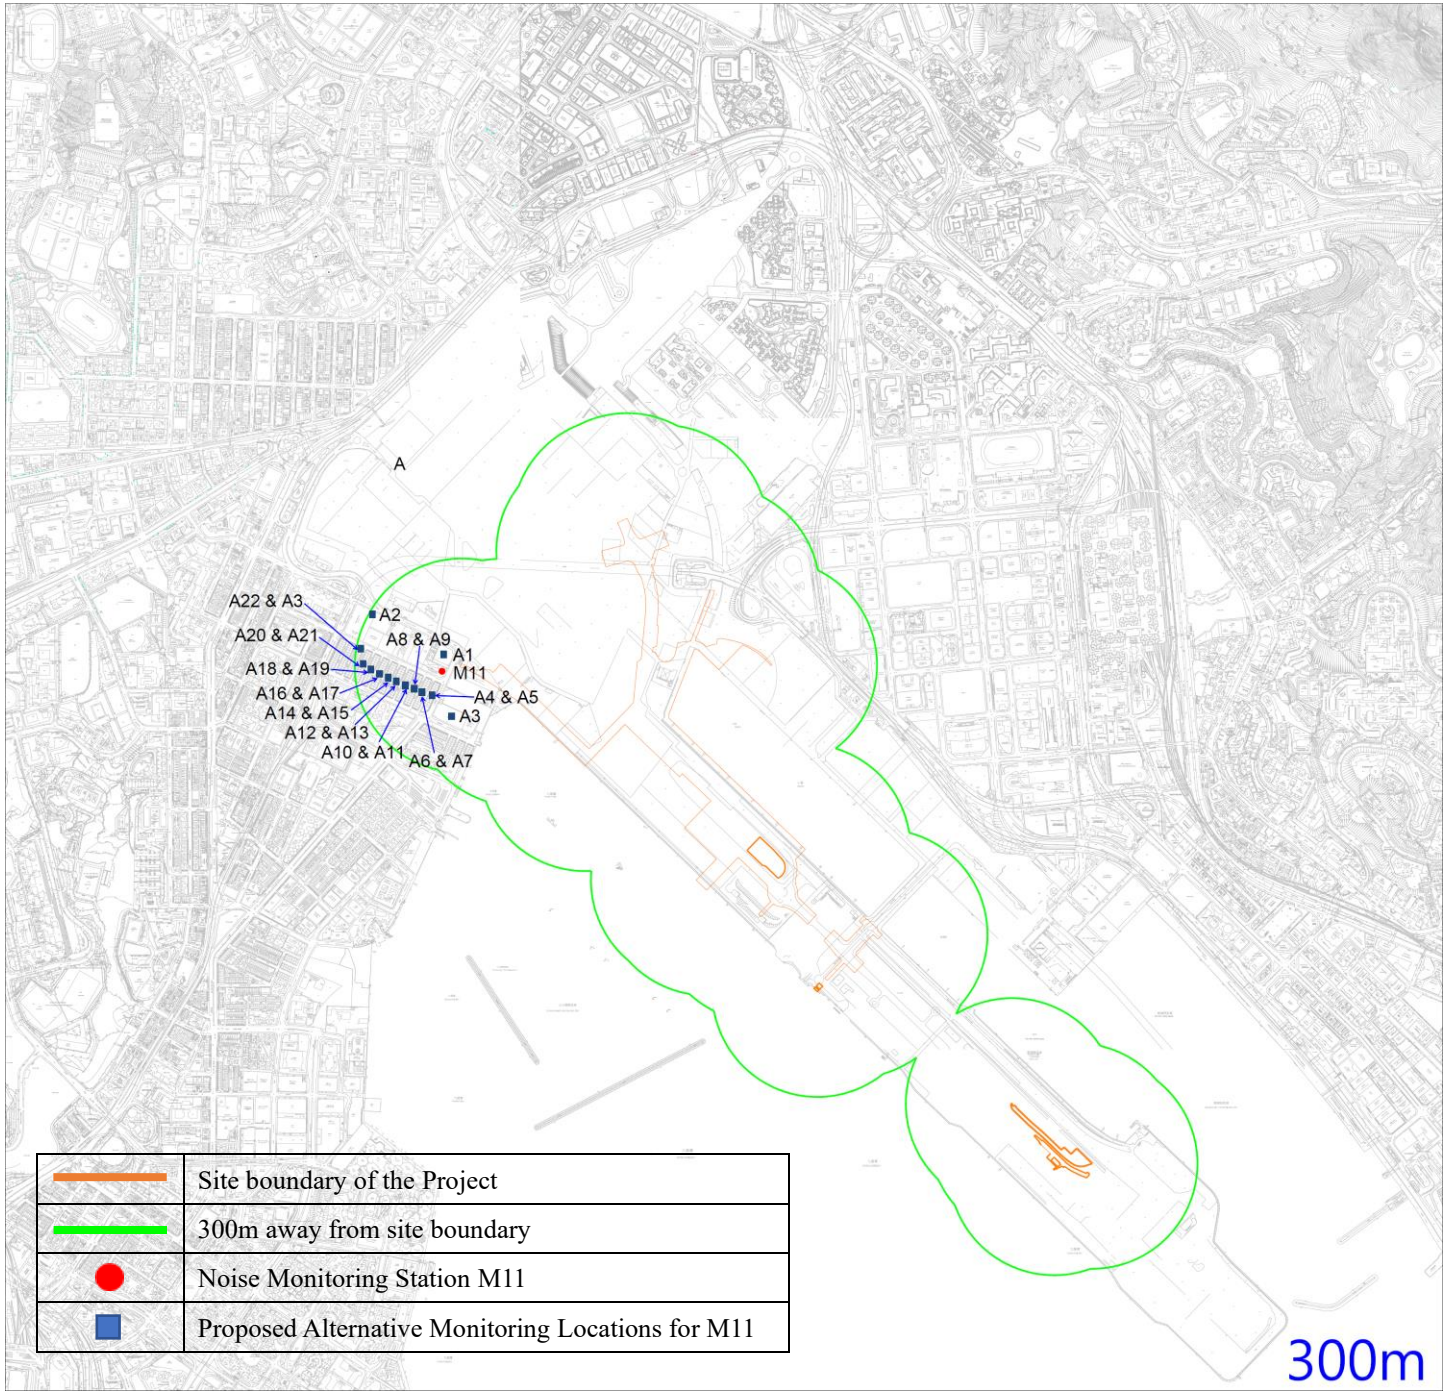 A
A22 & A3
A2
A20 & A21
A8 & A9
A1
A18 & A19
M11
A16 & A17
A4 & A5
A14 & A15
A3
A12 & A13
A10 & A11
A6 & A7
Site boundary of the Project
300m away from site boundary
Noise Monitoring Station M11
Proposed Alternative Monitoring Locations for M11
300m